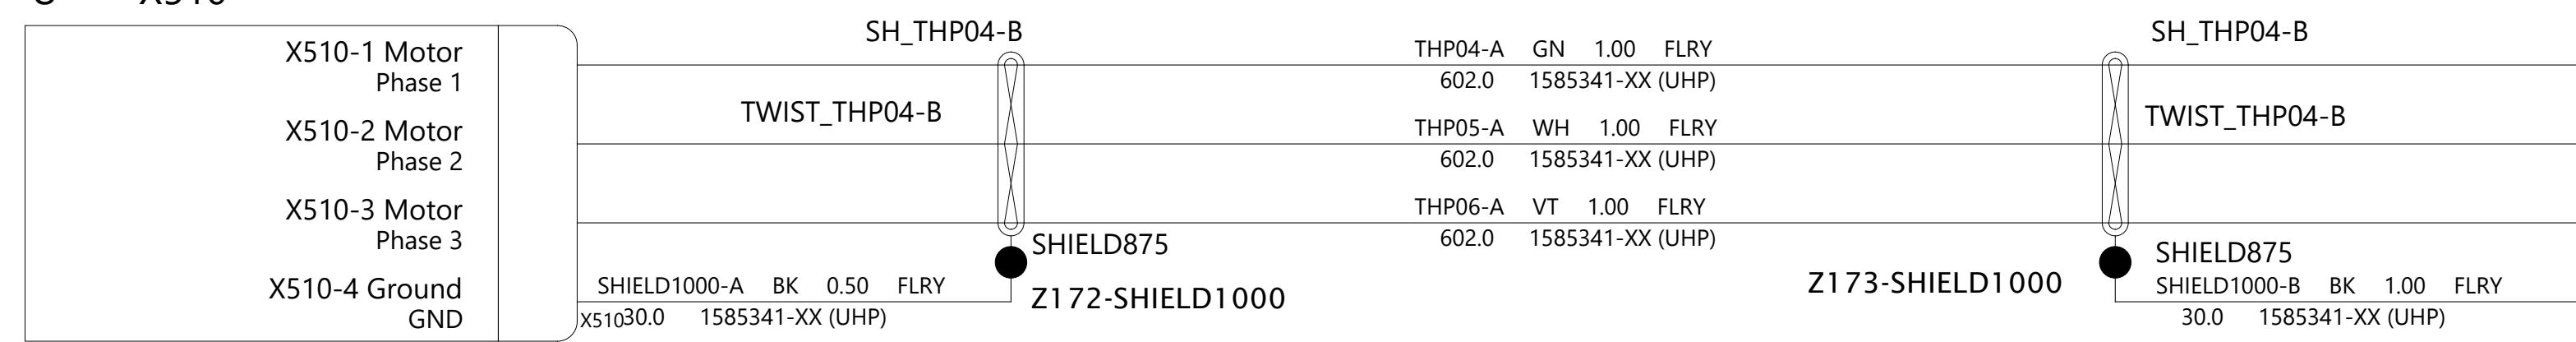 SH_THP04-B
SH_THP04-B
X510-1 Motor
Phase 1
THP04-A GN 1.00 FLRY
602.0 1585341-XX (UHP)
TWIST_THP04-B
TWIST_THP04-B
X510-2 Motor
Phase 2
THP05-A WH 1.00 FLRY
602.0 1585341-XX (UHP)
X510-3 Motor
Phase 3
THP06-A VT 1.00 FLRY
602.0 1585341-XX (UHP)
SHIELD875
SHIELD875
X510-4 Ground
GND
SHIELD1000-A BK 0.50 FLRY
X510 30.0 1585341-XX (UHP)
Z172-SHIELD1000
Z173-SHIELD1000
SHIELD1000-B BK 1.00 FLRY
30.0 1585341-XX (UHP)